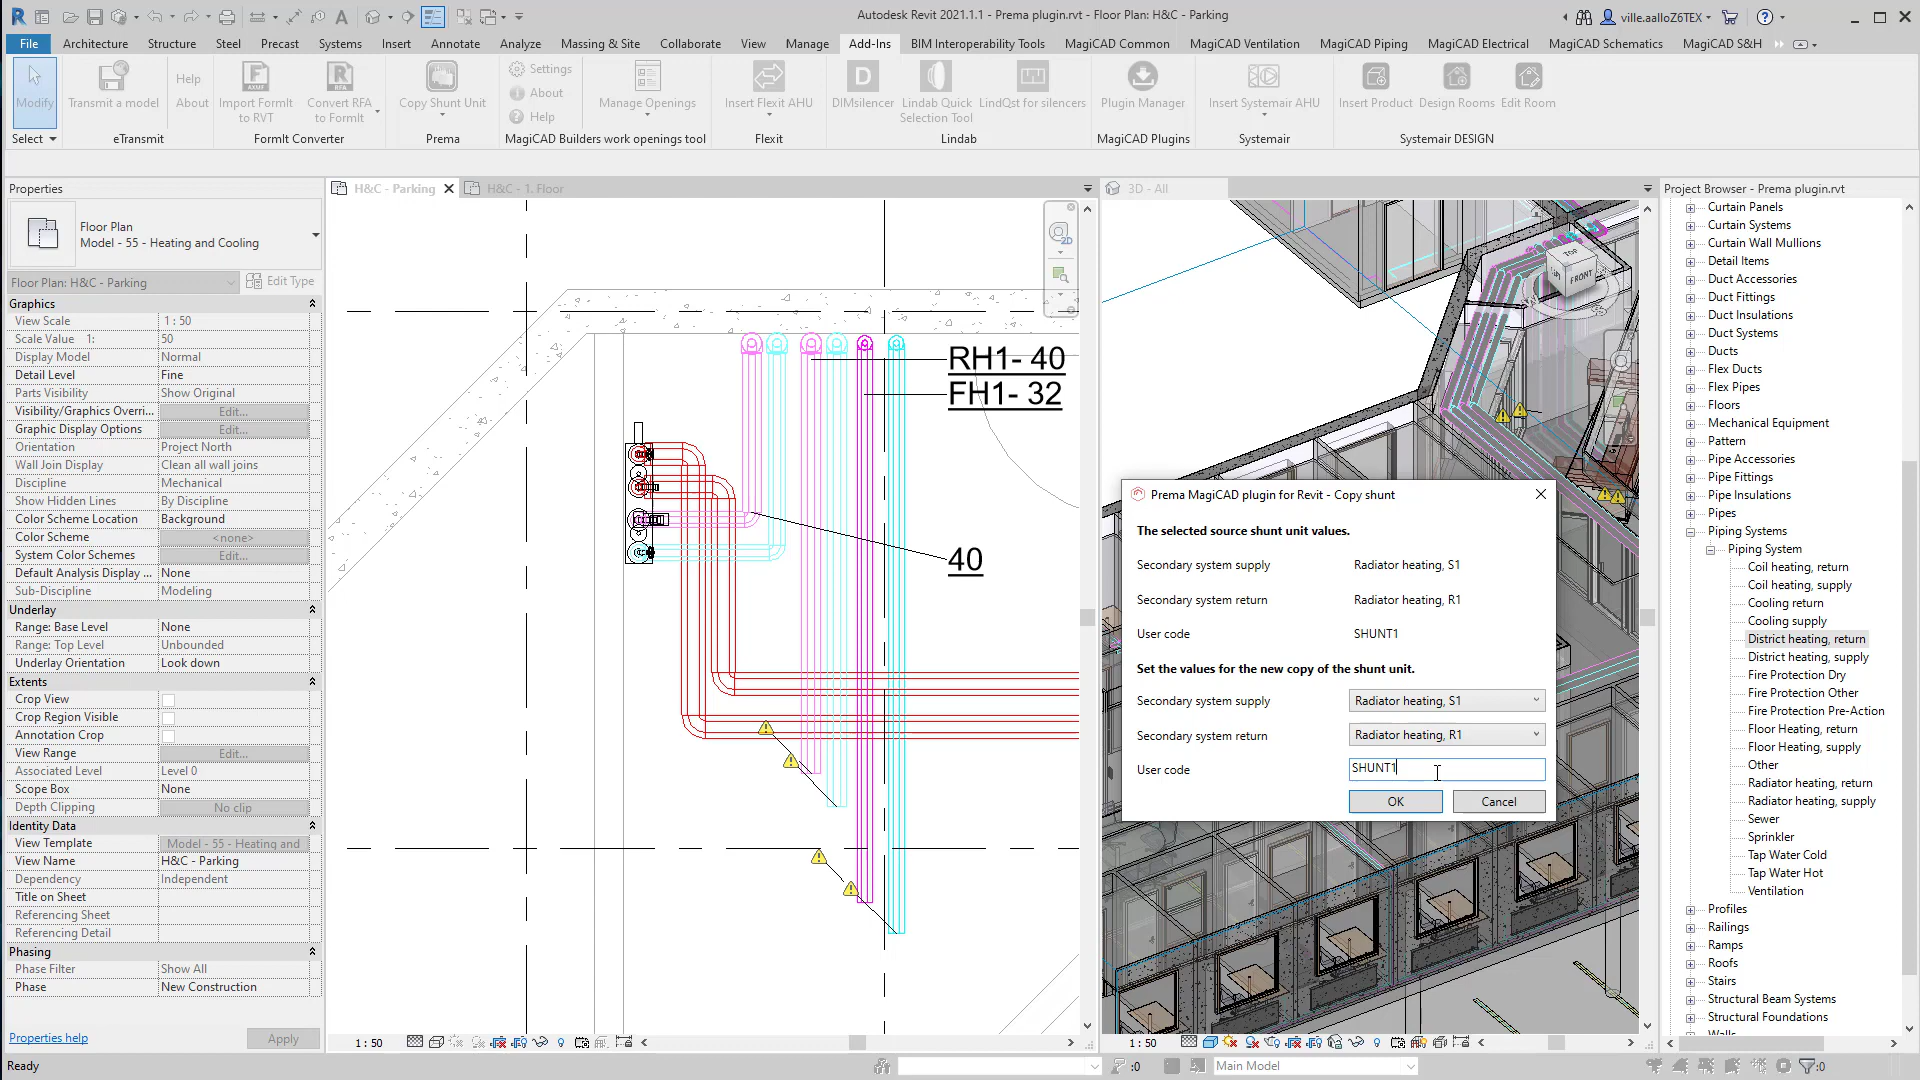 Autodesk Revit 2021.1.1 - Prema plugin.rvt - Floor Plan: H&C - Parking
ville.aalloZ6TEX
File Architecture Structure Steel Precast Systems Insert Annotate Analyze Massing & Site Collaborate View Manage Add-Ins BIM Interoperability Tools MagiCAD Common MagiCAD Ventilation MagiCAD Piping MagiCAD Electrical MagiCAD Schematics MagiCAD S&H
Modify
Transmit a model
Help
About
Import FormIt to RVT
Convert RFA to FormIt
Copy Shunt Unit
Settings
About
Help
Manage Openings
Insert Flexit AHU
DIMsilencer
Lindab Quick Selection Tool
LindQst for silencers
Plugin Manager
Insert Systemair AHU
Insert Product
Design Rooms
Edit Room
Select
eTransmit
FormIt Converter
Prema
MagiCAD Builders work openings tool
Flexit
Lindab
MagiCAD Plugins
Systemair
Systemair DESIGN
Properties
Floor Plan
Model - 55 - Heating and Cooling
Floor Plan: H&C - Parking
Edit Type
Graphics
View Scale 1 : 50
Scale Value 1: 50
Display Model Normal
Detail Level Fine
Parts Visibility Show Original
Visibility/Graphics Overri... Edit...
Graphic Display Options Edit...
Orientation Project North
Wall Join Display Clean all wall joins
Discipline Mechanical
Show Hidden Lines By Discipline
Color Scheme Location Background
Color Scheme <none>
System Color Schemes Edit...
Default Analysis Display ... None
Sub-Discipline Modeling
Underlay
Range: Base Level None
Range: Top Level Unbounded
Underlay Orientation Look down
Extents
Crop View
Crop Region Visible
Annotation Crop
View Range Edit...
Associated Level Level 0
Scope Box None
Depth Clipping No clip
Identity Data
View Template Model - 55 - Heating and
View Name H&C - Parking
Dependency Independent
Title on Sheet
Referencing Sheet
Referencing Detail
Phasing
Phase Filter Show All
Phase New Construction
Properties help
Apply
H&C - Parking
H&C - 1. Floor
RH1- 40
FH1- 32
40
1 : 50
3D - All
TOP
FRONT
Prema MagiCAD plugin for Revit - Copy shunt
The selected source shunt unit values.
Secondary system supply Radiator heating, S1
Secondary system return Radiator heating, R1
User code SHUNT1
Set the values for the new copy of the shunt unit.
Secondary system supply Radiator heating, S1
Secondary system return Radiator heating, R1
User code SHUNT1
OK Cancel
1 : 50
Project Browser - Prema plugin.rvt
Curtain Panels
Curtain Systems
Curtain Wall Mullions
Detail Items
Duct Accessories
Duct Fittings
Duct Insulations
Duct Systems
Ducts
Flex Ducts
Flex Pipes
Floors
Mechanical Equipment
Pattern
Pipe Accessories
Pipe Fittings
Pipe Insulations
Pipes
Piping Systems
Piping System
Coil heating, return
Coil heating, supply
Cooling return
Cooling supply
District heating, return
District heating, supply
Fire Protection Dry
Fire Protection Other
Fire Protection Pre-Action
Floor Heating, return
Floor Heating, supply
Other
Radiator heating, return
Radiator heating, supply
Sewer
Sprinkler
Tap Water Cold
Tap Water Hot
Ventilation
Profiles
Railings
Ramps
Roofs
Stairs
Structural Beam Systems
Structural Foundations
Walls
Ready
:0
Main Model
:0